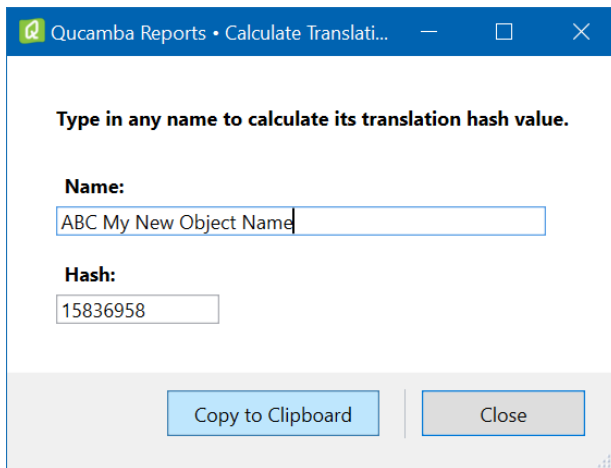 Qucamba Reports • Calculate Translati...
Type in any name to calculate its translation hash value.
Name:
ABC My New Object Name
Hash:
15836958
Copy to Clipboard
Close